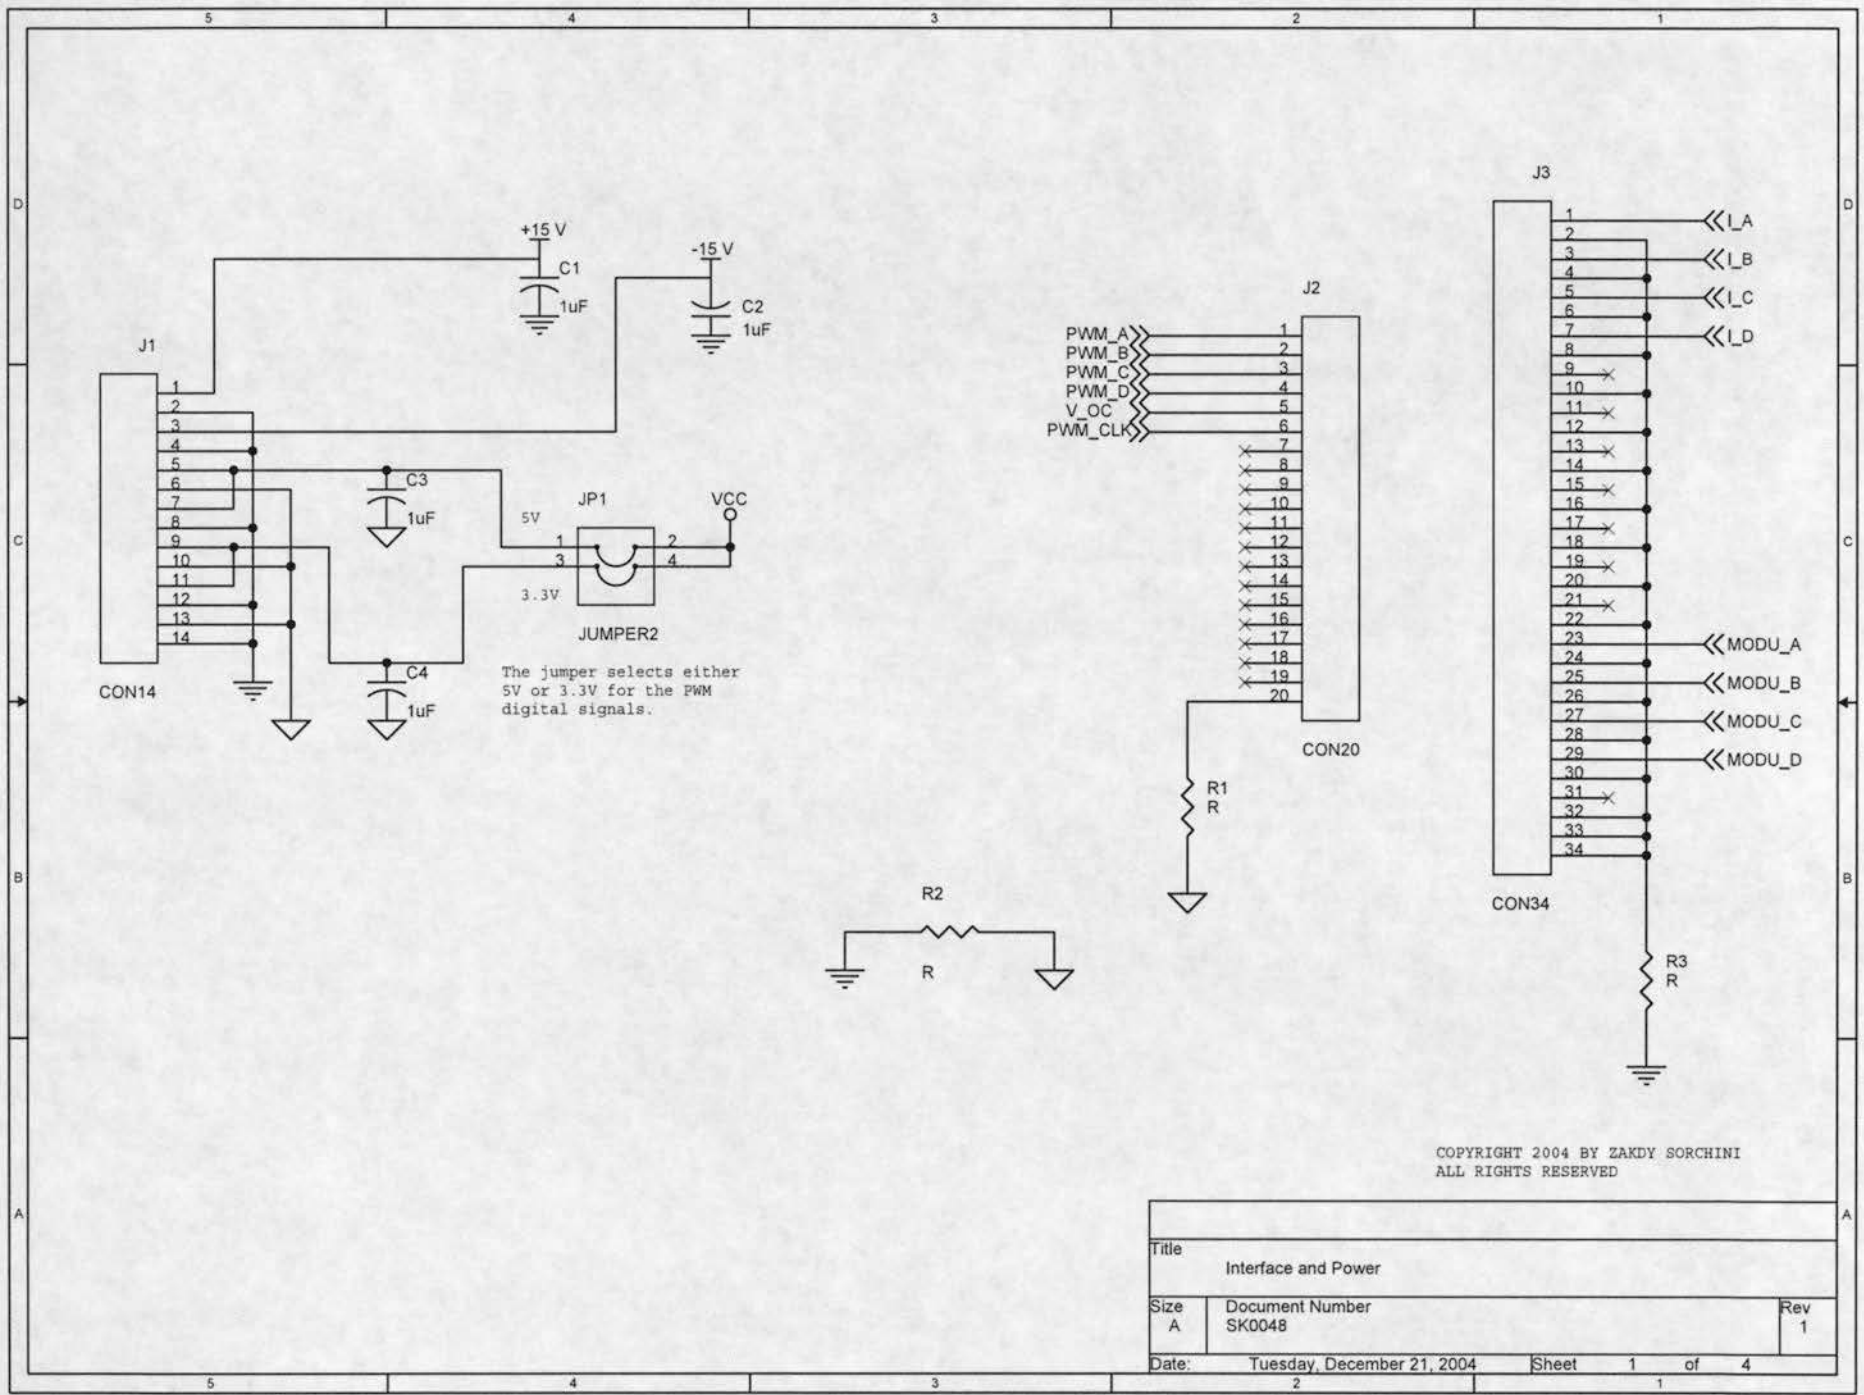 5 4 3 2 1
D
D
C
C
B
B
A
A
+15 V
C1
1uF
-15 V
C2
1uF
J1
1
2
3
4
5
6
7
8
9
10
11
12
13
14
CON14
C3
1uF
C4
1uF
5V
JP1
VCC
1 2
3 4
3.3V
JUMPER2
The jumper selects either
5V or 3.3V for the PWM
digital signals.
J2
PWM_A 1
PWM_B 2
PWM_C 3
PWM_D 4
V_OC 5
PWM_CLK 6
7
8
9
10
11
12
13
14
15
16
17
18
19
20
CON20
R1
R
R2
R
J3
1 I_A
2
3 I_B
4
5 I_C
6
7 I_D
8
9
10
11
12
13
14
15
16
17
18
19
20
21
22
23 MODU_A
24
25 MODU_B
26
27 MODU_C
28
29 MODU_D
30
31
32
33
34
CON34
R3
R
COPYRIGHT 2004 BY ZAKDY SORCHINI
ALL RIGHTS RESERVED
Title
Interface and Power
Size Document Number Rev
A SK0048 1
Date: Tuesday, December 21, 2004 Sheet 1 of 4
5 4 3 2 1